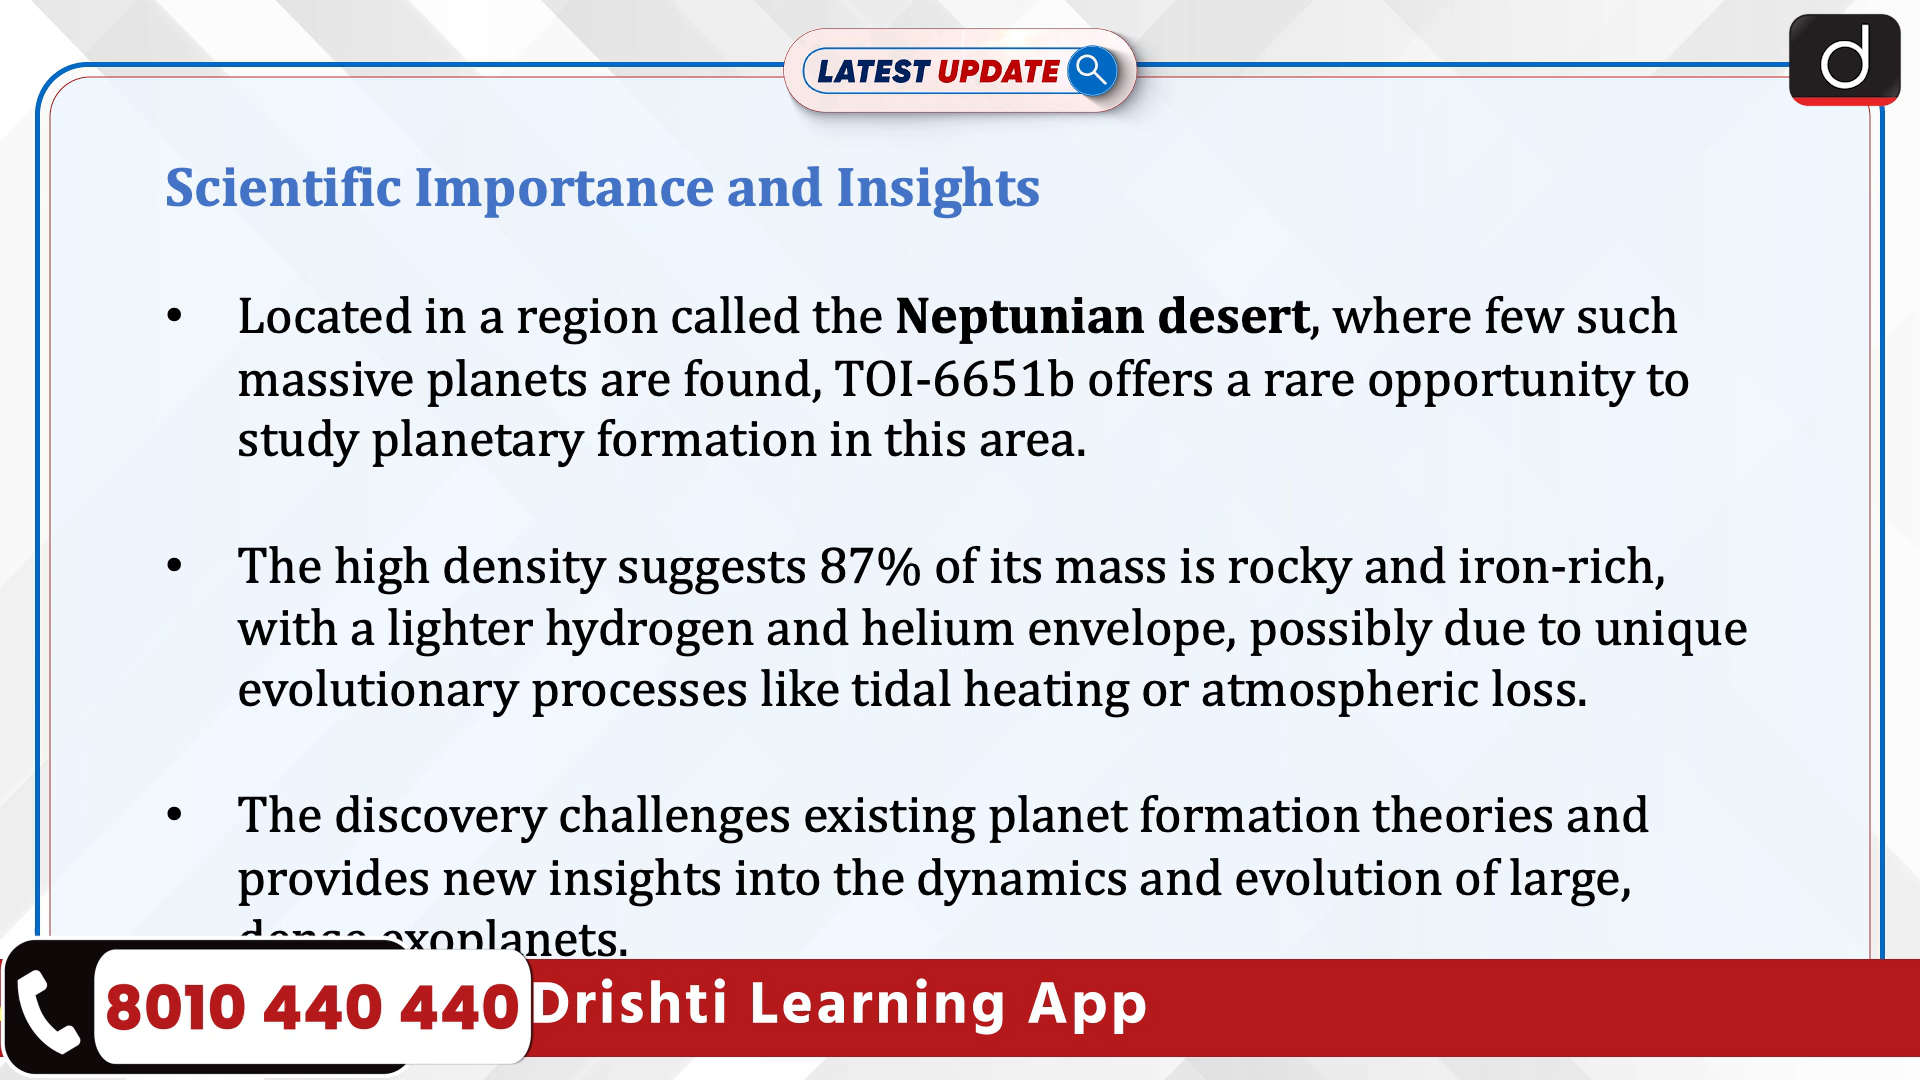 LATEST UPDATE
d
Scientific Importance and Insights
• Located in a region called the Neptunian desert, where few such
massive planets are found, TOI-6651b offers a rare opportunity to
study planetary formation in this area.
• The high density suggests 87% of its mass is rocky and iron-rich,
with a lighter hydrogen and helium envelope, possibly due to unique
evolutionary processes like tidal heating or atmospheric loss.
• The discovery challenges existing planet formation theories and
provides new insights into the dynamics and evolution of large,
dense exoplanets.
8010 440 440 Drishti Learning App